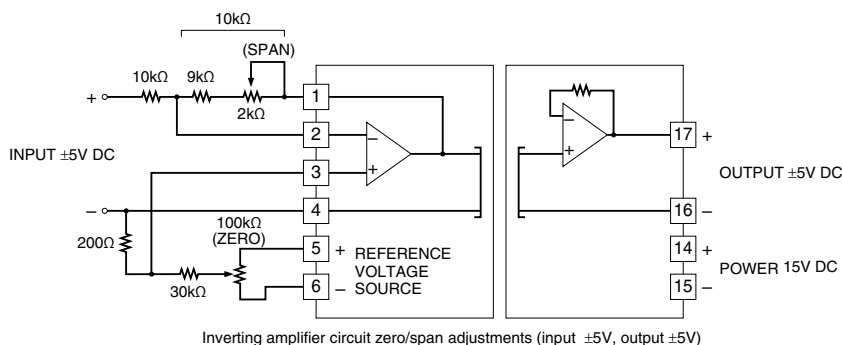 10kΩ
(SPAN)
10kΩ
9kΩ
2kΩ
+
1
2
−
3
+
INPUT ±5V DC
−
4
100kΩ
(ZERO)
200Ω
5
+
REFERENCE
VOLTAGE
SOURCE
30kΩ
6
−
−
+
17
+
OUTPUT ±5V DC
16
−
14
+
POWER 15V DC
15
−
Inverting amplifier circuit zero/span adjustments (input ±5V, output ±5V)